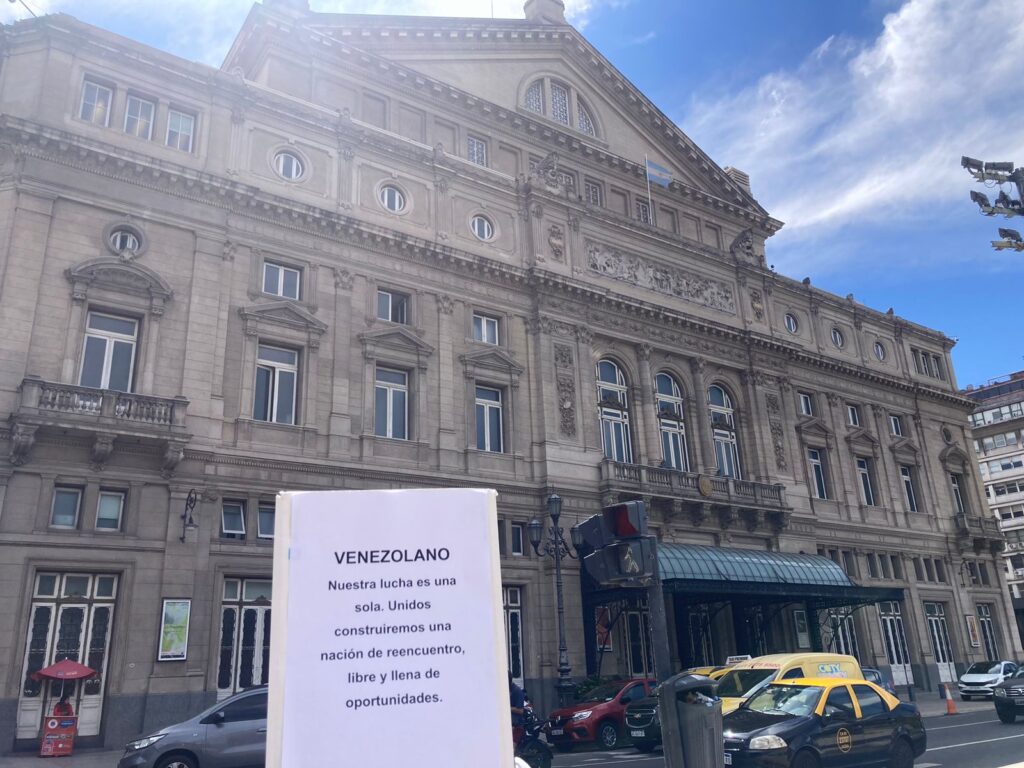 VENEZOLANO
Nuestra lucha es una
sola. Unidos
construiremos una
nación de reencuentro,
libre y llena de
oportunidades.